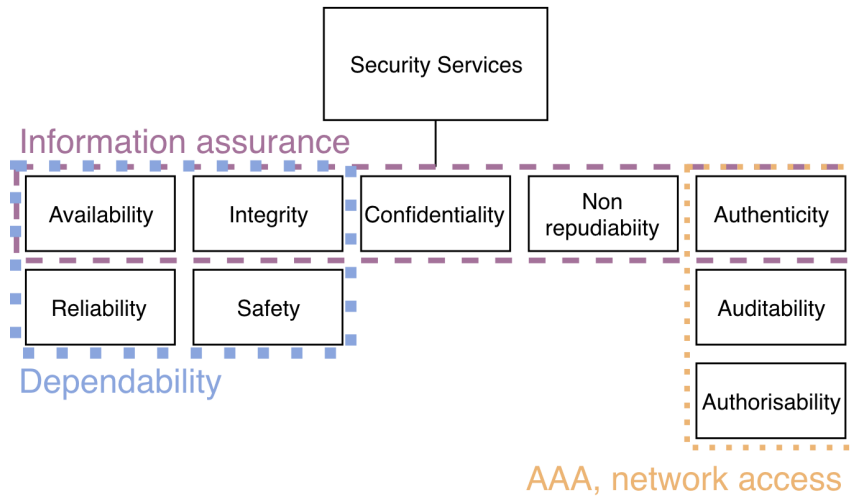 Security Services
Information assurance
Availability
Integrity
Confidentiality
Non
repudiabiity
Authenticity
Reliability
Safety
Auditability
Dependability
Authorisability
AAA, network access